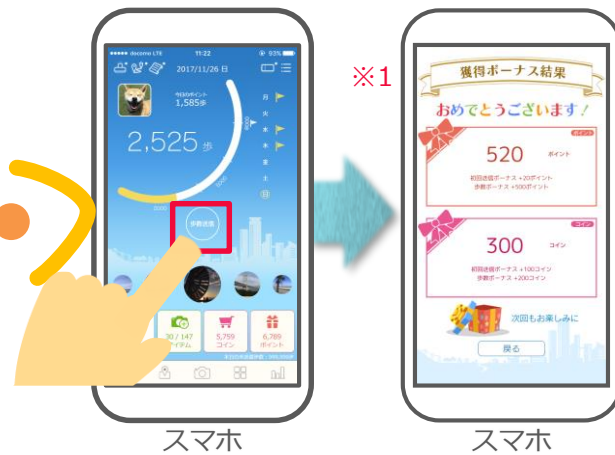 docomo LTE 11:22 93%
2017/11/26 日
今日のポイント
1,585歩
2,525 歩
月
火
水
木
金
土
日
歩数送信
30 / 147
アイテム
5,759
コイン
6,789
ポイント
スマホ
※1
獲得ボーナス結果
おめでとうございます!
ポイント
520 ポイント
初回送信ボーナス +20ポイント
歩数ボーナス +500ポイント
コイン
300 コイン
初回送信ボーナス +100コイン
歩数ボーナス +200コイン
次回もお楽しみに
戻る
スマホ